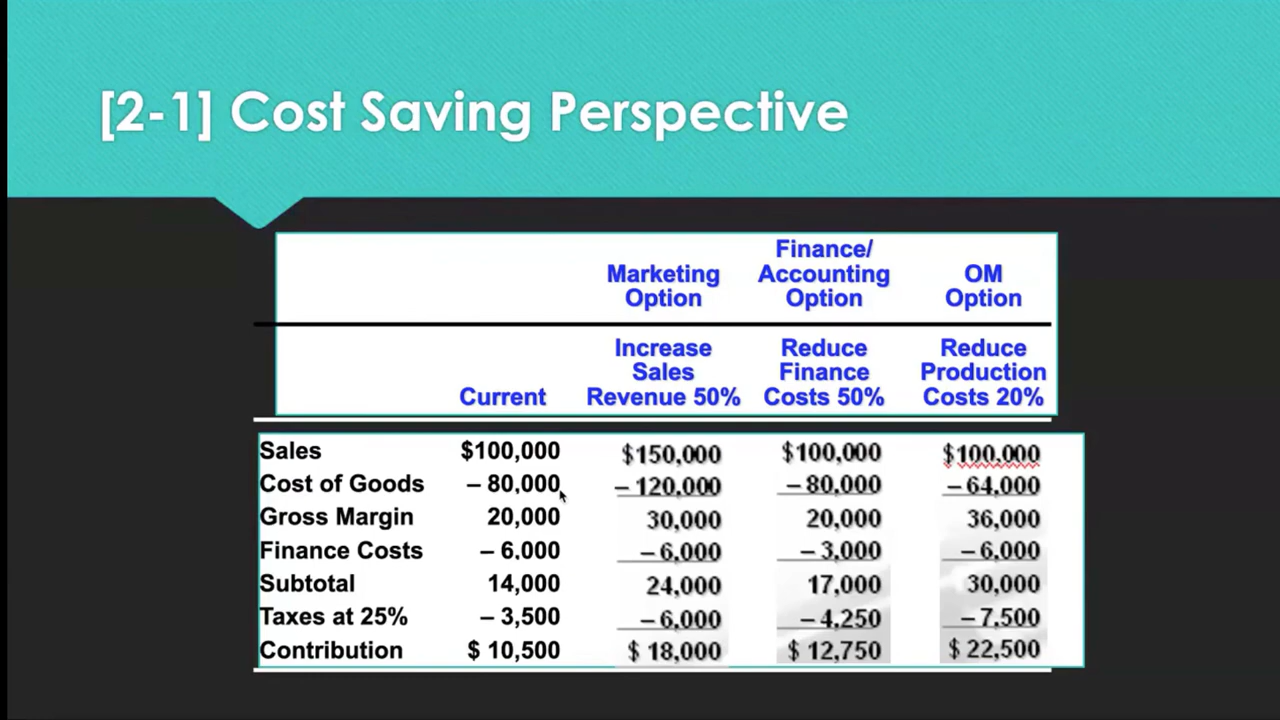 [2-1] Cost Saving Perspective
Finance/
Marketing Accounting OM
Option Option Option
Increase Reduce Reduce
Sales Finance Production
Current Revenue 50% Costs 50% Costs 20%
Sales $100,000 $150,000 $100,000 $100,000
Cost of Goods – 80,000 – 120,000 – 80,000 – 64,000
Gross Margin 20,000 30,000 20,000 36,000
Finance Costs – 6,000 – 6,000 – 3,000 – 6,000
Subtotal 14,000 24,000 17,000 30,000
Taxes at 25% – 3,500 – 6,000 – 4,250 – 7,500
Contribution $ 10,500 $ 18,000 $ 12,750 $ 22,500